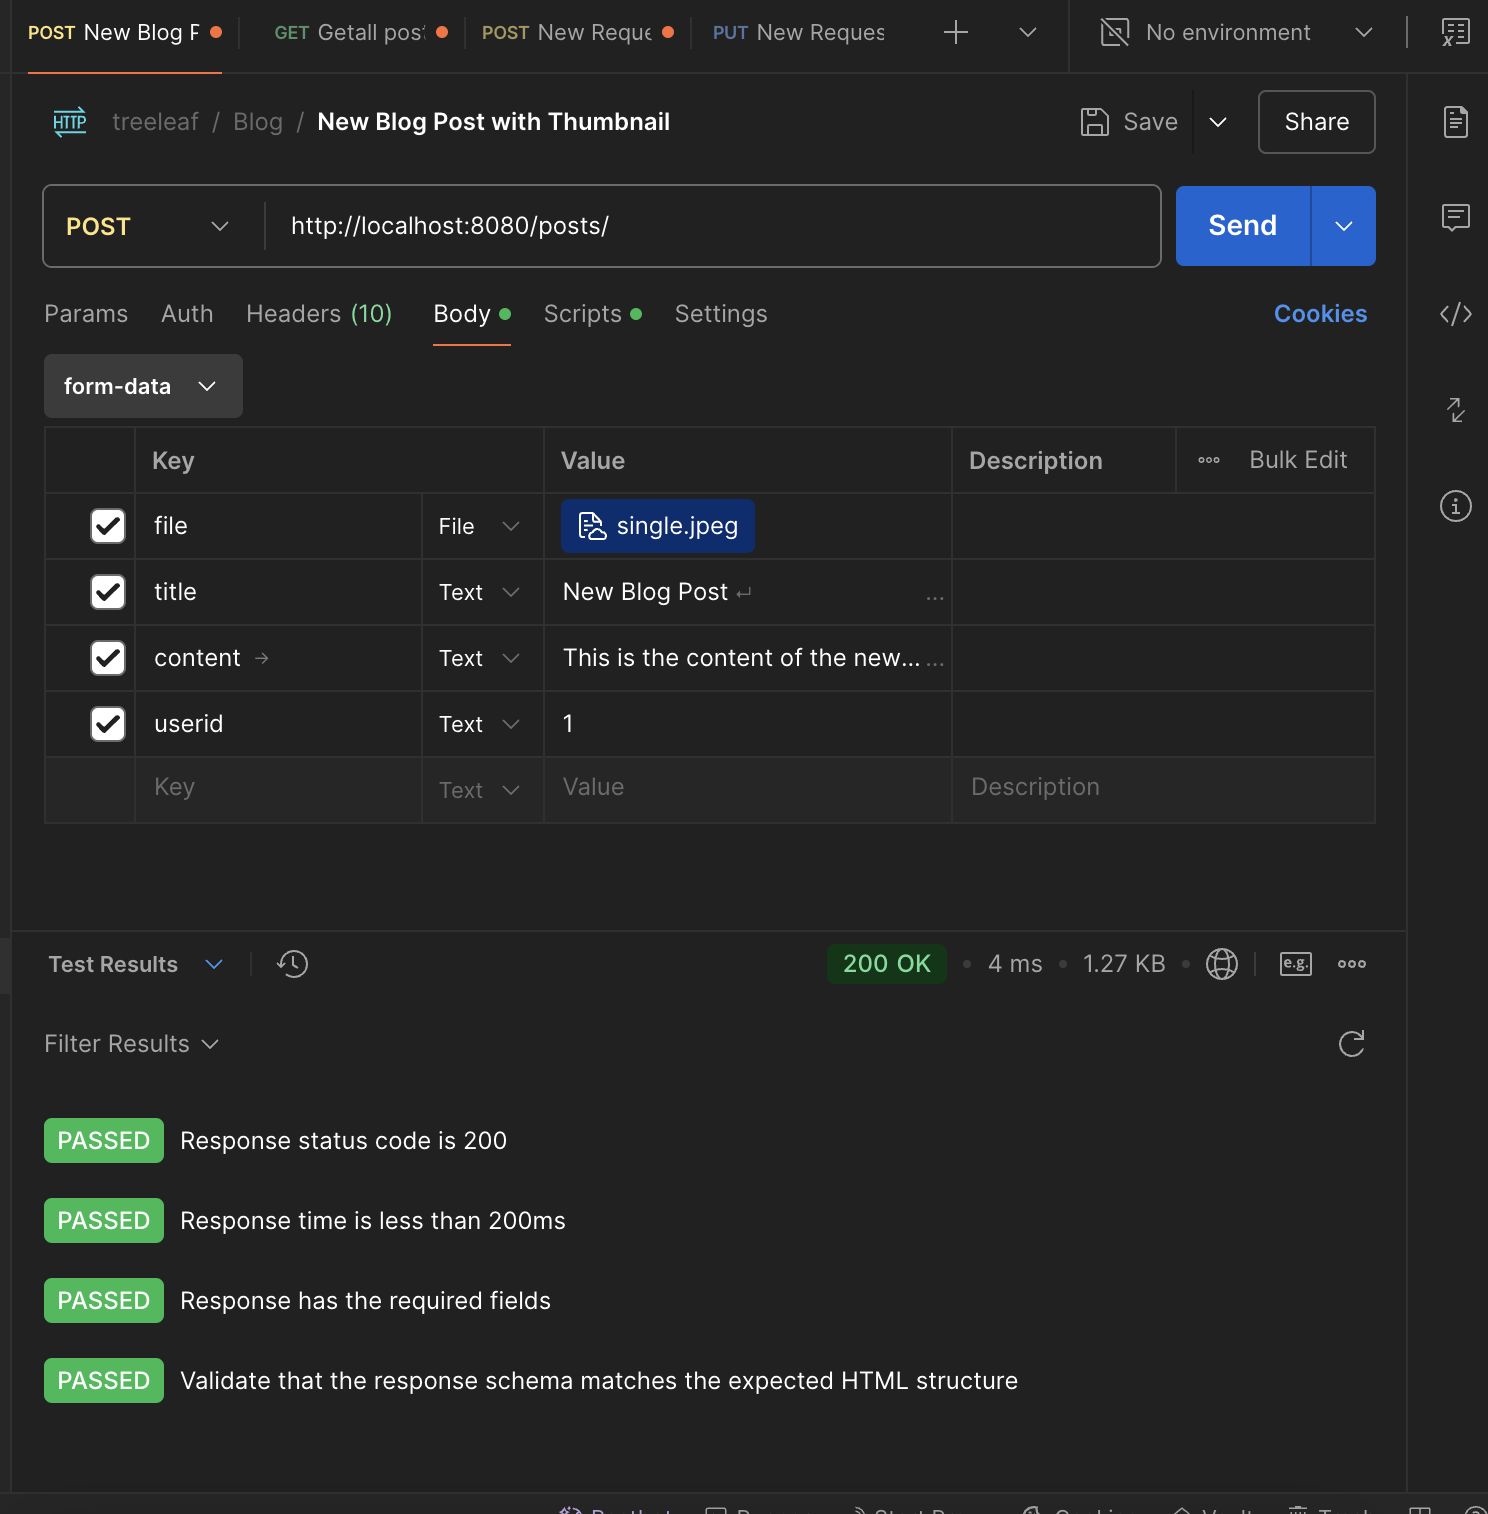 POST New Blog P GET Getall pos POST New Reque PUT New Reques No environment
HTTP treeleaf / Blog / New Blog Post with Thumbnail Save Share
POST http://localhost:8080/posts/ Send
Params Auth Headers (10) Body Scripts Settings Cookies
form-data
Key Value Description Bulk Edit
file File single.jpeg
title Text New Blog Post ↵ ...
content → Text This is the content of the new... ...
userid Text 1
Key Text Value Description
Test Results 200 OK • 4 ms • 1.27 KB • e.g.
Filter Results
PASSED Response status code is 200
PASSED Response time is less than 200ms
PASSED Response has the required fields
PASSED Validate that the response schema matches the expected HTML structure